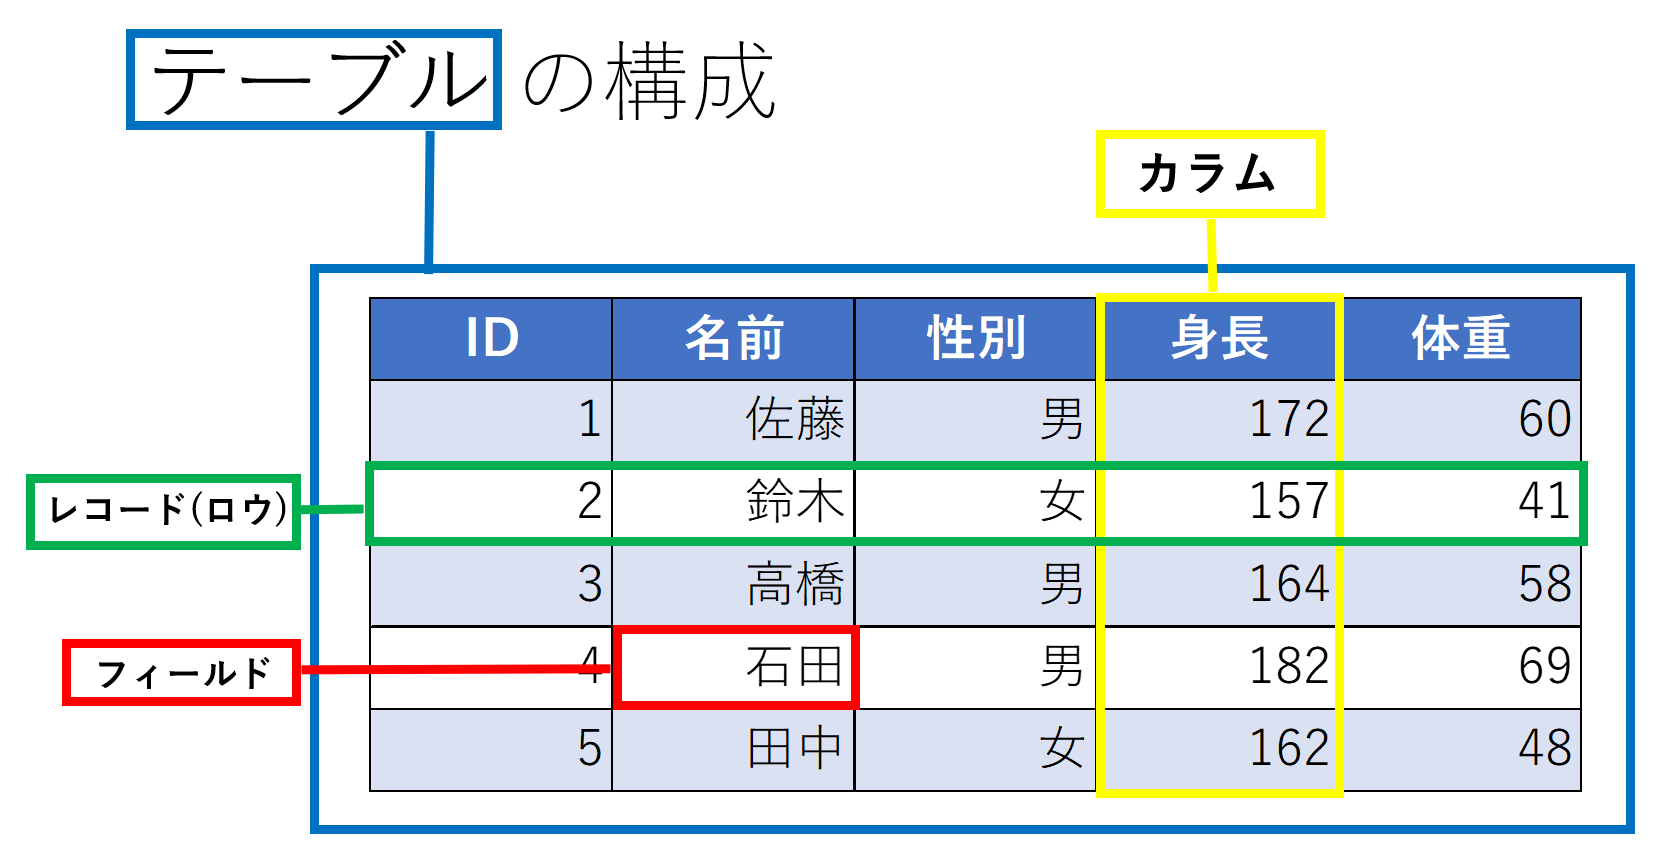 テーブルの構成
カラム
ID 名前 性別 身長 体重
1 佐藤 男 172 60
レコード(ロウ) 2 鈴木 女 157 41
3 高橋 男 164 58
フィールド 4 石田 男 182 69
5 田中 女 162 48